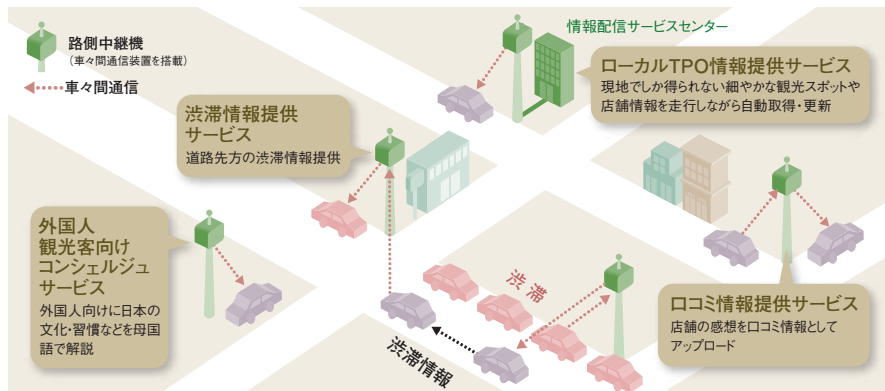 路側中継機
（車々間通信装置を搭載）
車々間通信
情報配信サービスセンター
ローカルTPO情報提供サービス
現地でしか得られない細やかな観光スポットや
店舗情報を走行しながら自動取得・更新
渋滞情報提供
サービス
道路先方の渋滞情報提供
外国人
観光客向け
コンシェルジュ
サービス
外国人向けに日本の
文化・習慣などを母国
語で解説
渋滞
渋滞情報
口コミ情報提供サービス
店舗の感想を口コミ情報として
アップロード